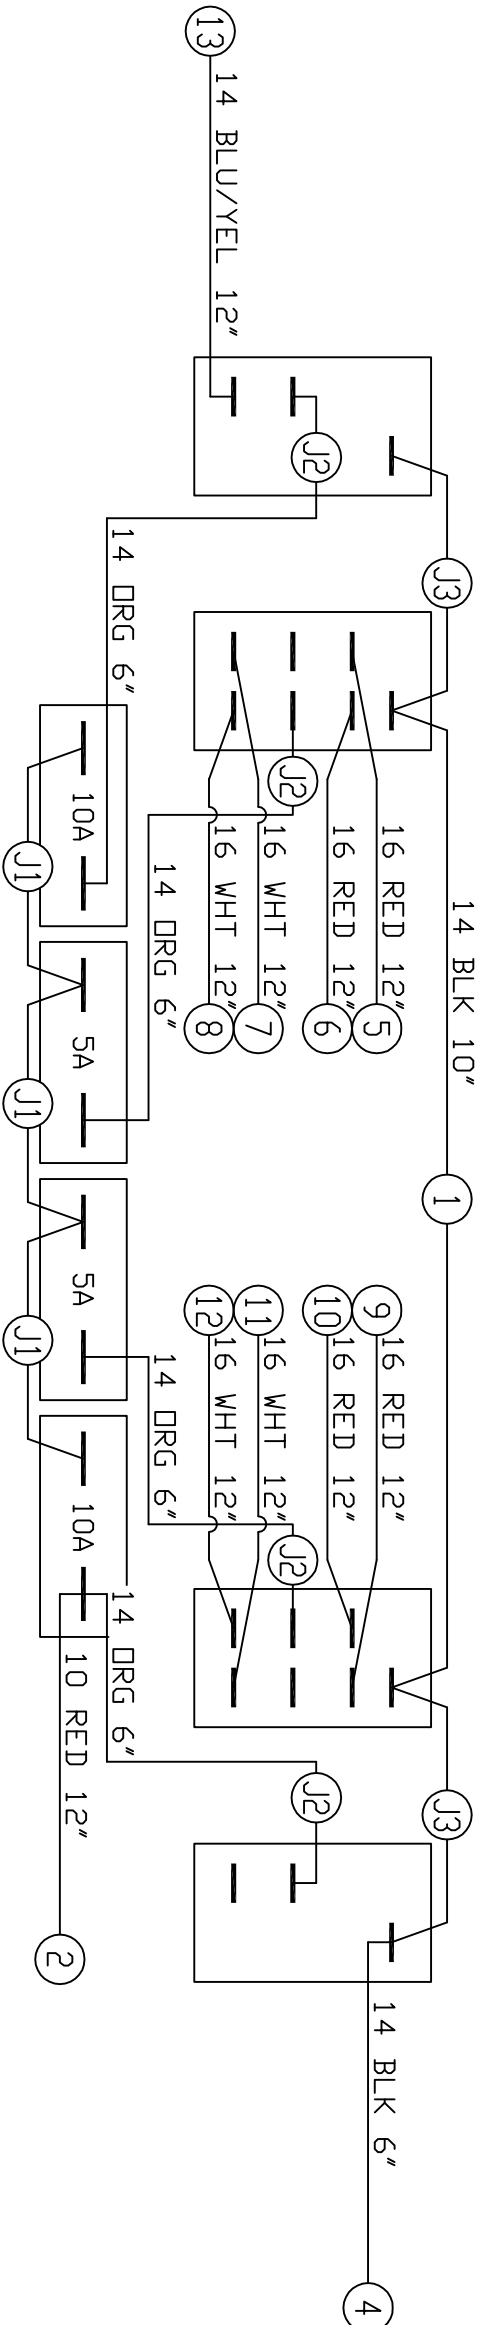 13
14 BLU/YEL 12"
J2
J3
14 ORG 6"
J2
10A
J1
16 RED 12"
16 RED 12"
16 WHT 12"
16 WHT 12"
14 BLK 10"
14 ORG 6"
5
6
7
8
5A
J1
1
5A
J1
9
10
11
12
16 RED 12"
16 RED 12"
16 WHT 12"
16 WHT 12"
14 ORG 6"
10A
J2
14 ORG 6"
10 RED 12"
J2
J3
2
14 BLK 6"
4